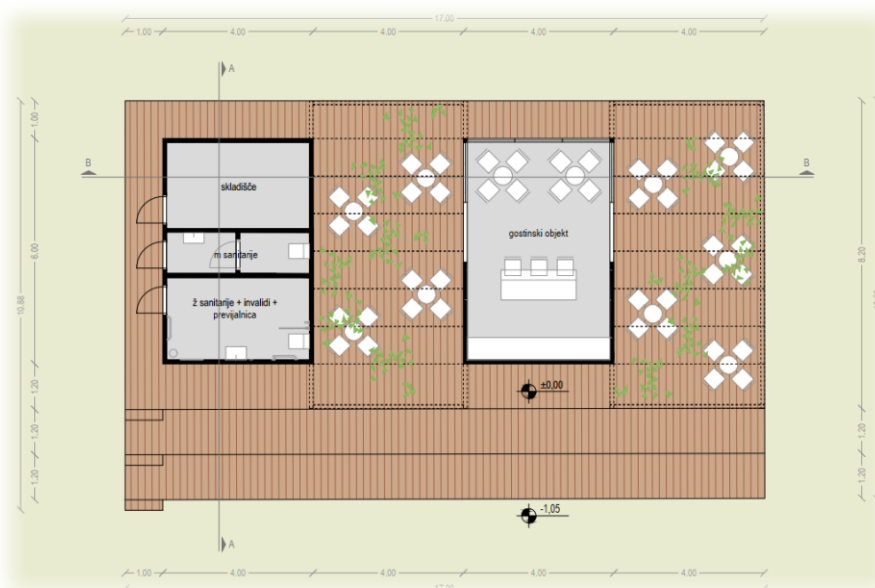 17.00
1.00 4.00 4.00 4.00 4.00
A
1.00
B B
skladišče
gostinski objekt
m sanitarije
6.00
8.20
10.88
ž sanitarije + invalidi +
previjalnica
±0,00
1.20
1.20 1.20
1.20
-1,05
A
1.00 4.00 4.00 4.00 4.00
17.00